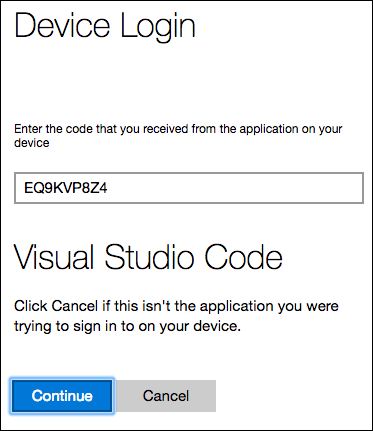 Device Login
Enter the code that you received from the application on your
device
EQ9KVP8Z4
Visual Studio Code
Click Cancel if this isn't the application you were
trying to sign in to on your device.
Continue
Cancel